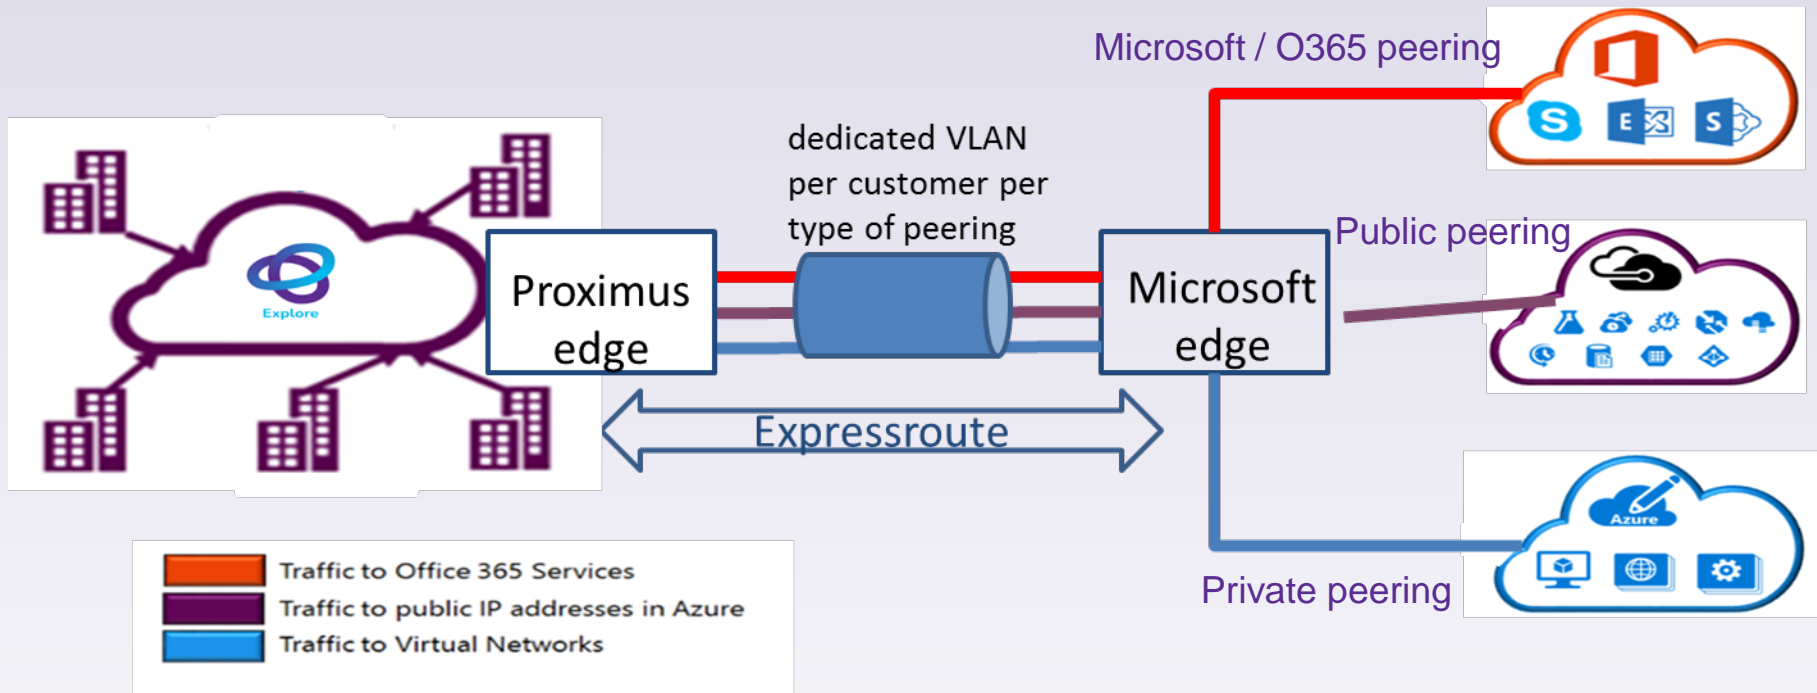 Microsoft / O365 peering
dedicated VLAN
per customer per
type of peering
Public peering
Explore
Proximus
edge
Microsoft
edge
Expressroute
E
S
S
Azure
Private peering
Traffic to Office 365 Services
Traffic to public IP addresses in Azure
Traffic to Virtual Networks